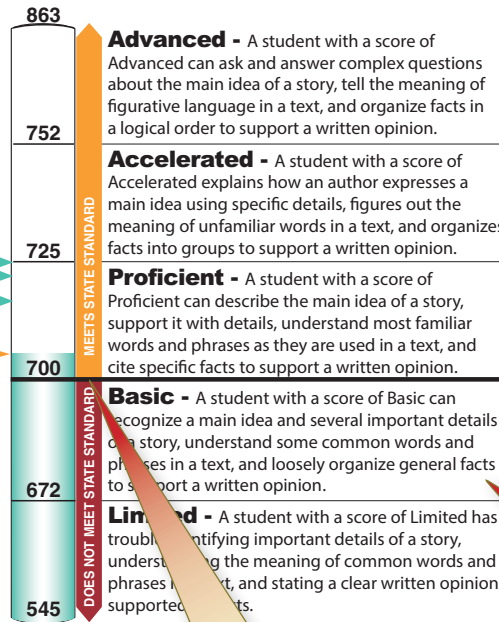 863
Advanced - A student with a score of
Advanced can ask and answer complex questions
about the main idea of a story, tell the meaning of
figurative language in a text, and organize facts in
a logical order to support a written opinion.
752
Accelerated - A student with a score of
Accelerated explains how an author expresses a
main idea using specific details, figures out the
meaning of unfamiliar words in a text, and organizes
facts into groups to support a written opinion.
725
Proficient - A student with a score of
Proficient can describe the main idea of a story,
support it with details, understand most familiar
words and phrases as they are used in a text, and
cite specific facts to support a written opinion.
700
MEETS STATE STANDARD
Basic - A student with a score of Basic can
recognize a main idea and several important details
a story, understand some common words and
in a text, and loosely organize general facts
to a written opinion.
672
- A student with a score of Limited has
identifying important details of a story,
the meaning of common words and
phrases and stating a clear written opinion
supported
545
DOES NOT MEET STATE STANDARD